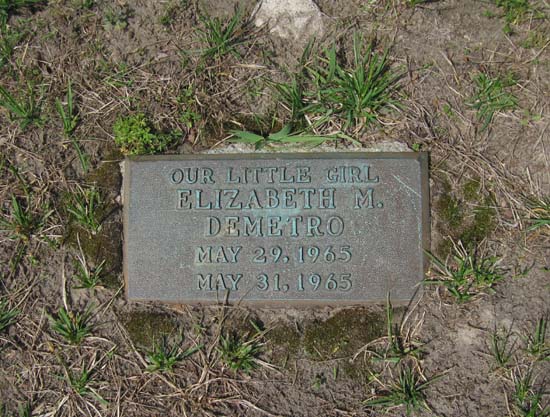 OUR LITTLE GIRL
ELIZABETH M.
DEMETRO
MAY 29, 1965
MAY 31, 1965